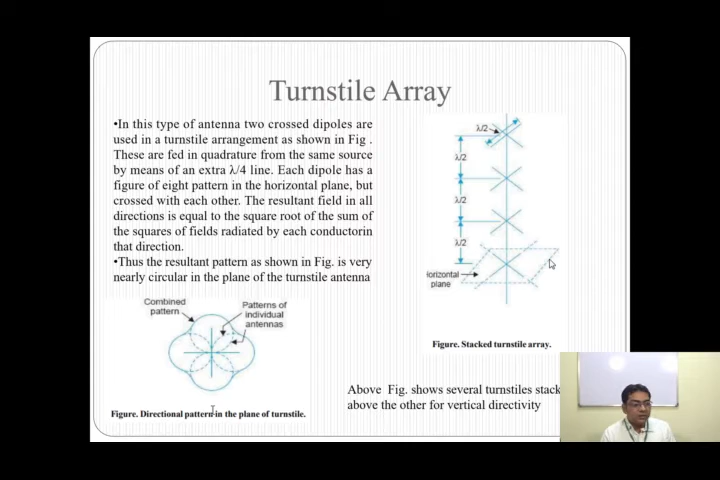 Turnstile Array
•In this type of antenna two crossed dipoles are
used in a turnstile arrangement as shown in Fig .
These are fed in quadrature from the same source
by means of an extra λ/4 line. Each dipole has a
figure of eight pattern in the horizontal plane, but
crossed with each other. The resultant field in all
directions is equal to the square root of the sum of
the squares of fields radiated by each conductorin
that direction.
•Thus the resultant pattern as shown in Fig. is very
nearly circular in the plane of the turnstile antenna
Combined
pattern
Patterns of
individual
antennas
Figure. Directional pattern in the plane of turnstile.
λ/2
λ/2
λ/2
λ/2
Horizontal
plane
Figure. Stacked turnstile array.
Above Fig. shows several turnstiles stack
above the other for vertical directivity